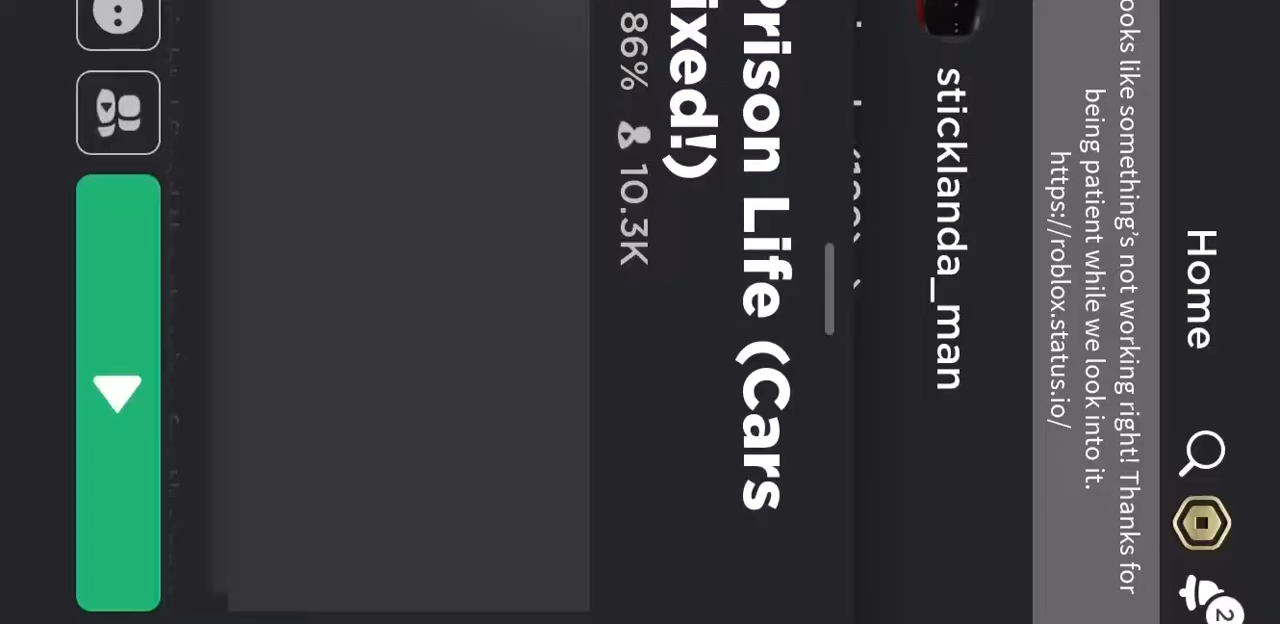 Home
2
ooks like something's not working right! Thanks for
being patient while we look into it.
https://roblox.status.io/
sticklanda_man
Prison Life (Cars
ixed!)
86% 10.3K